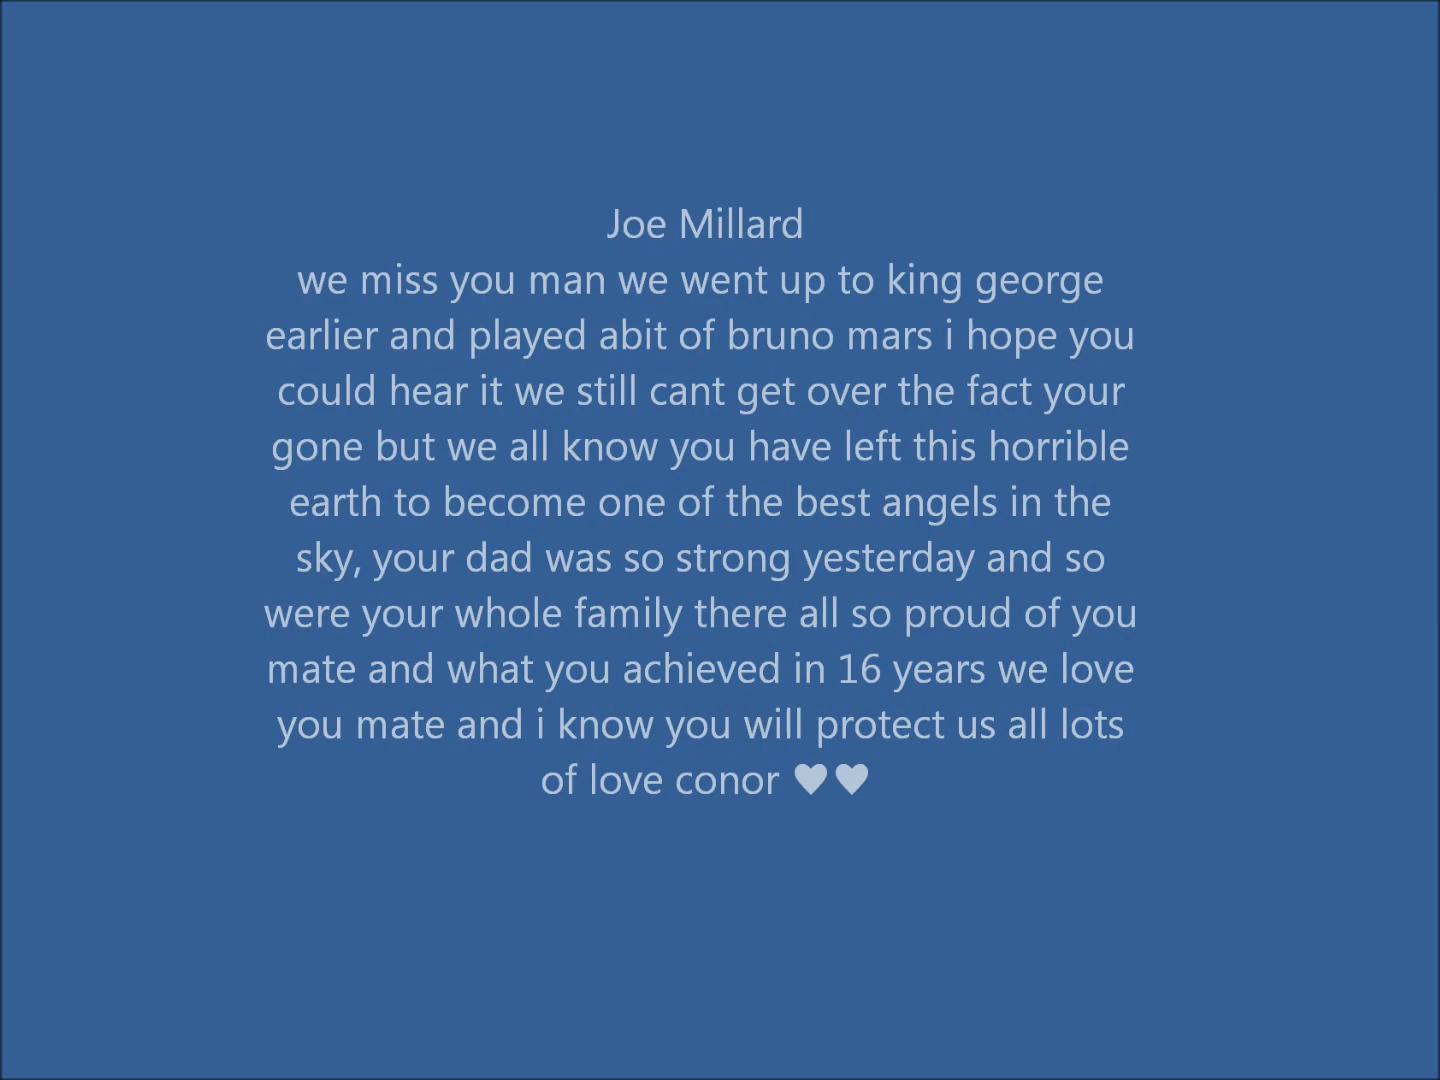 Joe Millard
we miss you man we went up to king george
earlier and played abit of bruno mars i hope you
could hear it we still cant get over the fact your
gone but we all know you have left this horrible
earth to become one of the best angels in the
sky, your dad was so strong yesterday and so
were your whole family there all so proud of you
mate and what you achieved in 16 years we love
you mate and i know you will protect us all lots
of love conor ♥♥